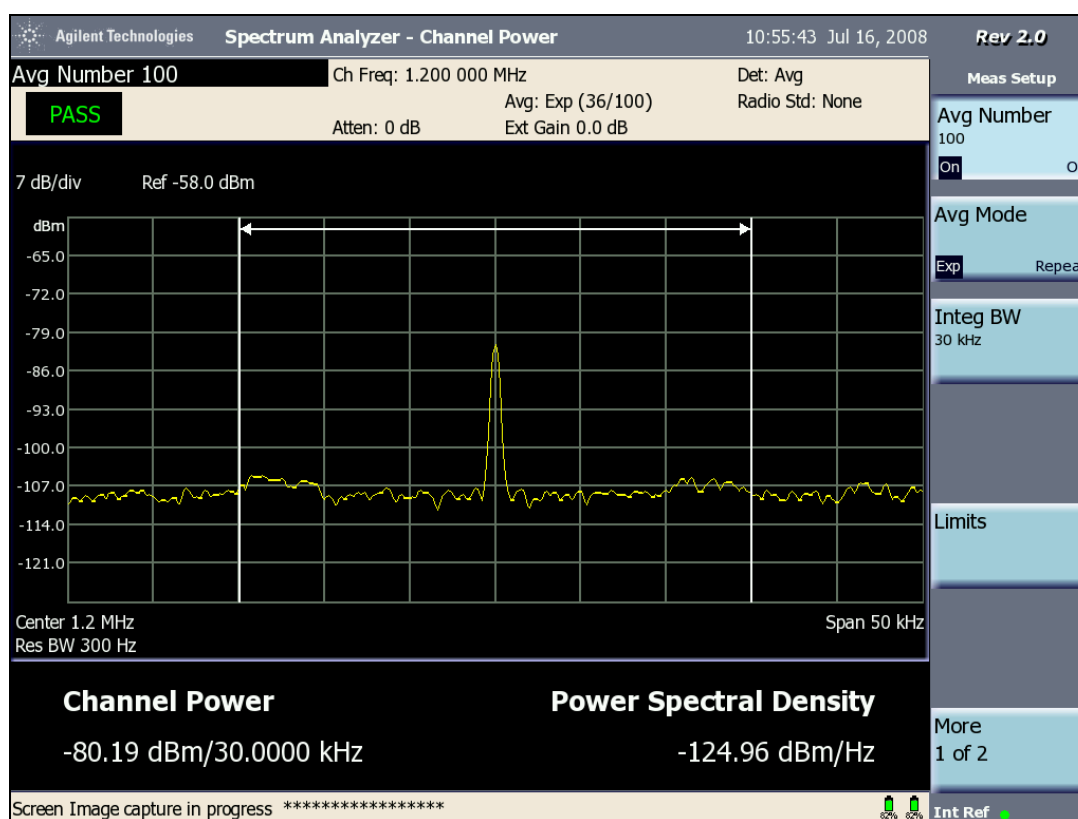 Agilent Technologies Spectrum Analyzer - Channel Power 10:55:43 Jul 16, 2008 Rev 2.0
Avg Number 100 Ch Freq: 1.200 000 MHz Det: Avg
PASS Avg: Exp (36/100) Radio Std: None
Atten: 0 dB Ext Gain 0.0 dB
7 dB/div Ref -58.0 dBm
dBm
-65.0
-72.0
-79.0
-86.0
-93.0
-100.0
-107.0
-114.0
-121.0
Center 1.2 MHz Span 50 kHz
Res BW 300 Hz
Channel Power Power Spectral Density
-80.19 dBm/30.0000 kHz -124.96 dBm/Hz
Screen Image capture in progress ***************** 82% 82%
Meas Setup
Avg Number
100
On O
Avg Mode
Exp Repea
Integ BW
30 kHz
Limits
More
1 of 2
Int Ref